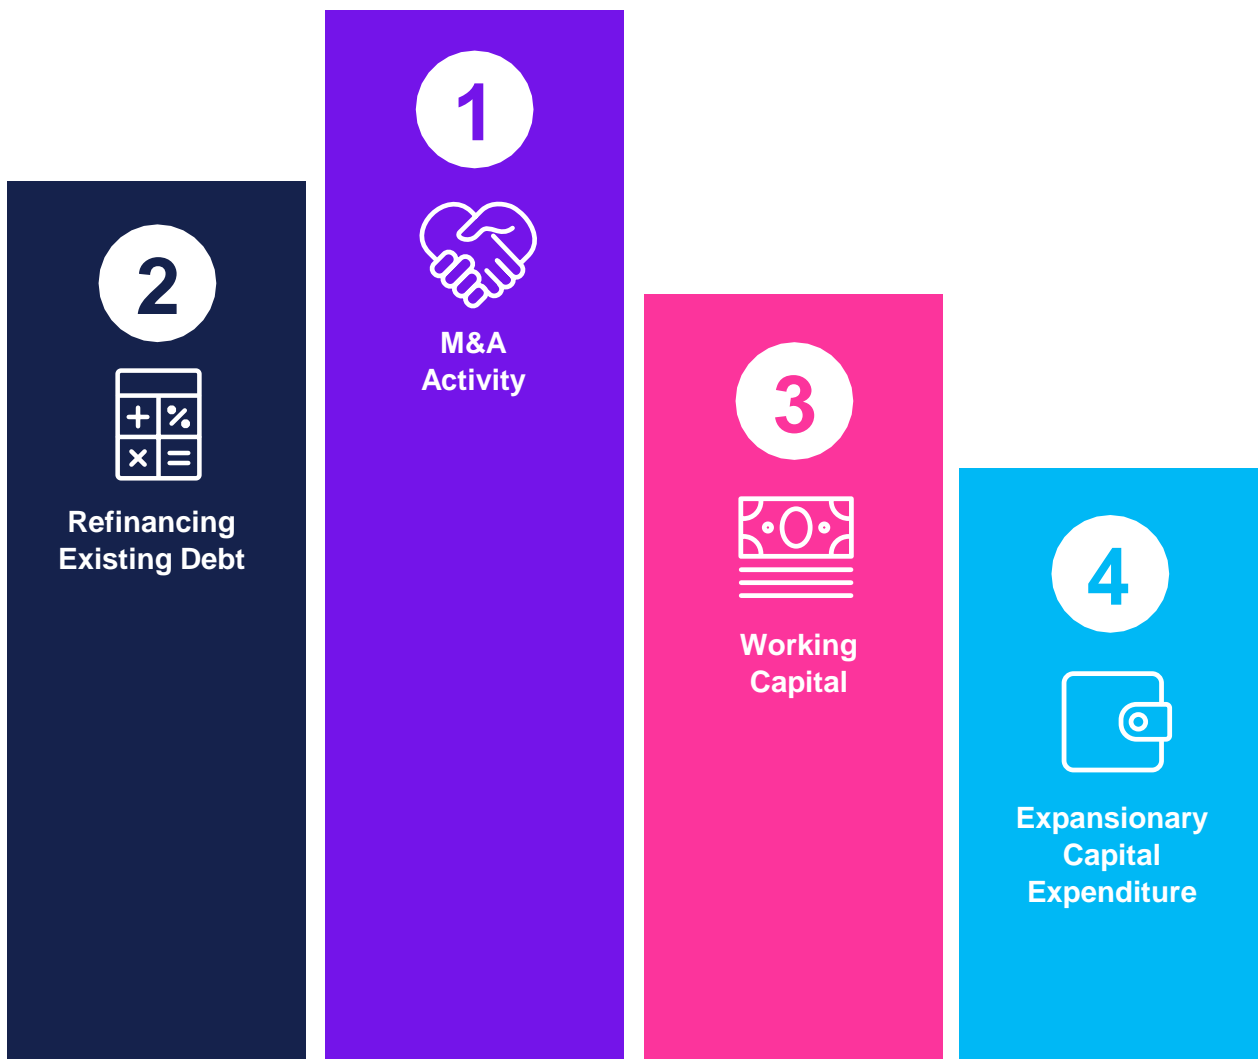 2
Refinancing
Existing Debt
1
M&A
Activity
3
Working
Capital
4
Expansionary
Capital
Expenditure